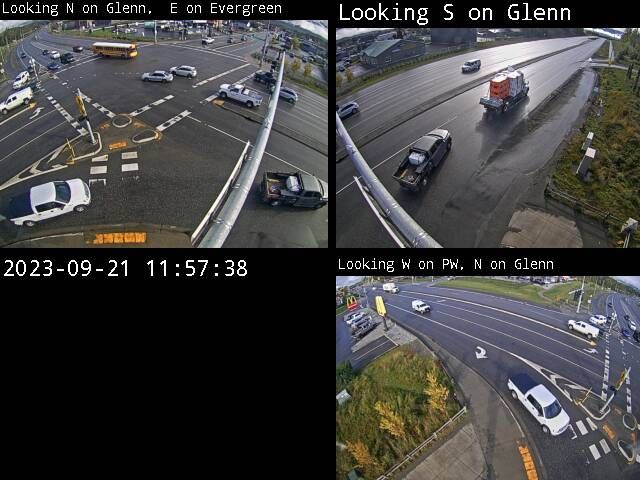 Looking N on Glenn, E on Evergreen
Looking S on Glenn
2023-09-21 11:57:38
Looking W on PW, N on Glenn